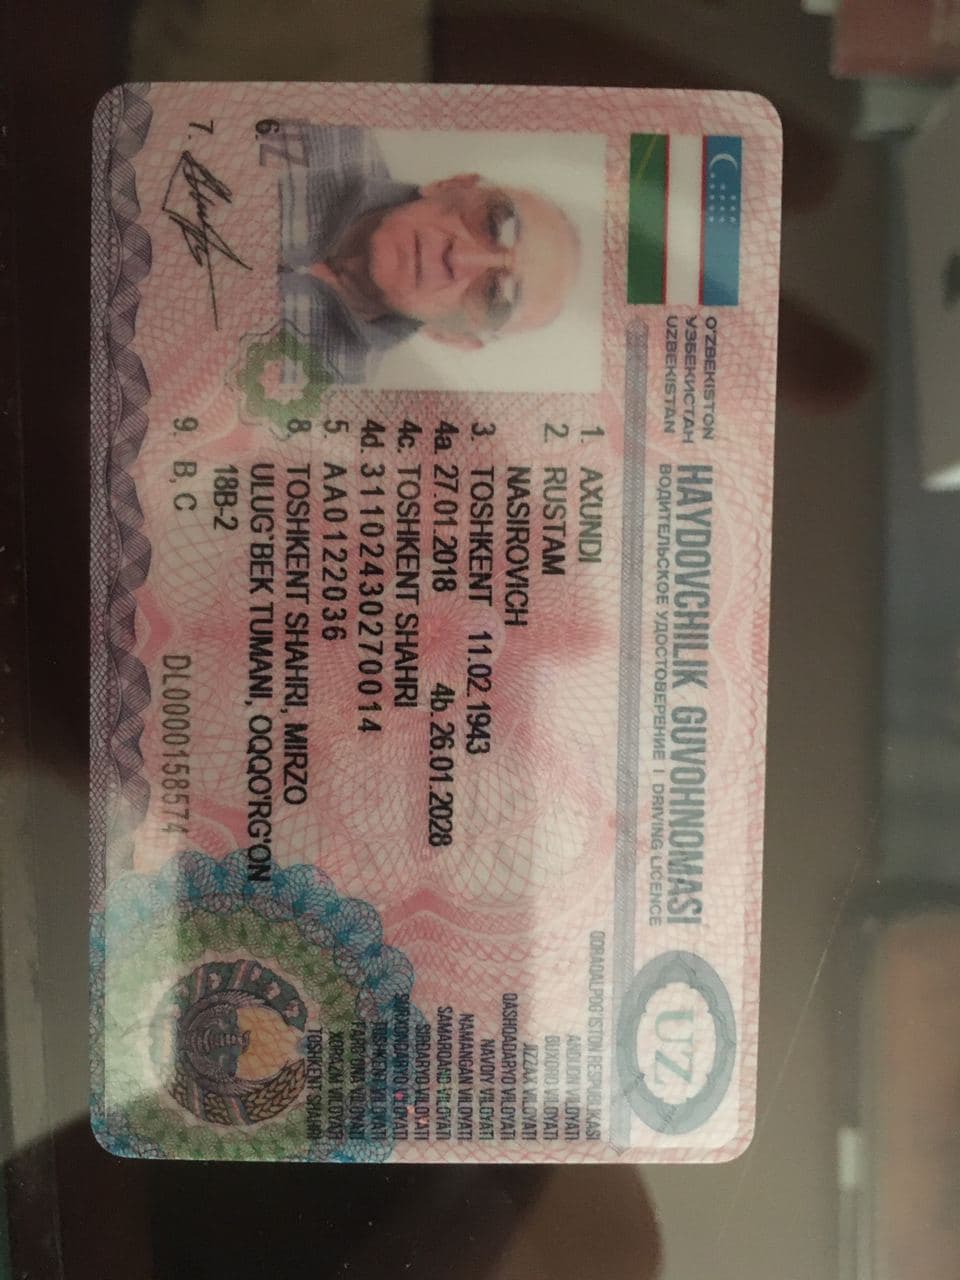 O'ZBEKISTON
УЗБЕКИСТАН
UZBEKISTAN
HAYDOVCHILIK GUVOHNOMASI
ВОДИТЕЛЬСКОЕ УДОСТОВЕРЕНИЕ | DRIVING LICENCE
UZ
1. AXUNDI
2. RUSTAM
NASIROVICH
3. TOSHKENT 11.02.1943
4a. 27.01.2018 4b. 26.01.2028
4c. TOSHKENT SHAHRI
4d. 31102430270014
5. AA0122036
8. TOSHKENT SHAHRI, MIRZO
ULUG'BEK TUMANI, OQQO'RG'ON
18B-2
9. B, C
DL0000158574
6.
7.
QORAQALPOG'ISTON RESPUBLIKASI
ANDIJON VILOYATI
BUXORO VILOYATI
JIZZAX VILOYATI
QASHQADARYO VILOYATI
NAVOIY VILOYATI
NAMANGAN VILOYATI
SAMARQAND VILOYATI
SIRDARYO VILOYATI
SURXONDARYO VILOYATI
TOSHKENT VILOYATI
FARG'ONA VILOYATI
XORAZM VILOYATI
TOSHKENT SHAHRI